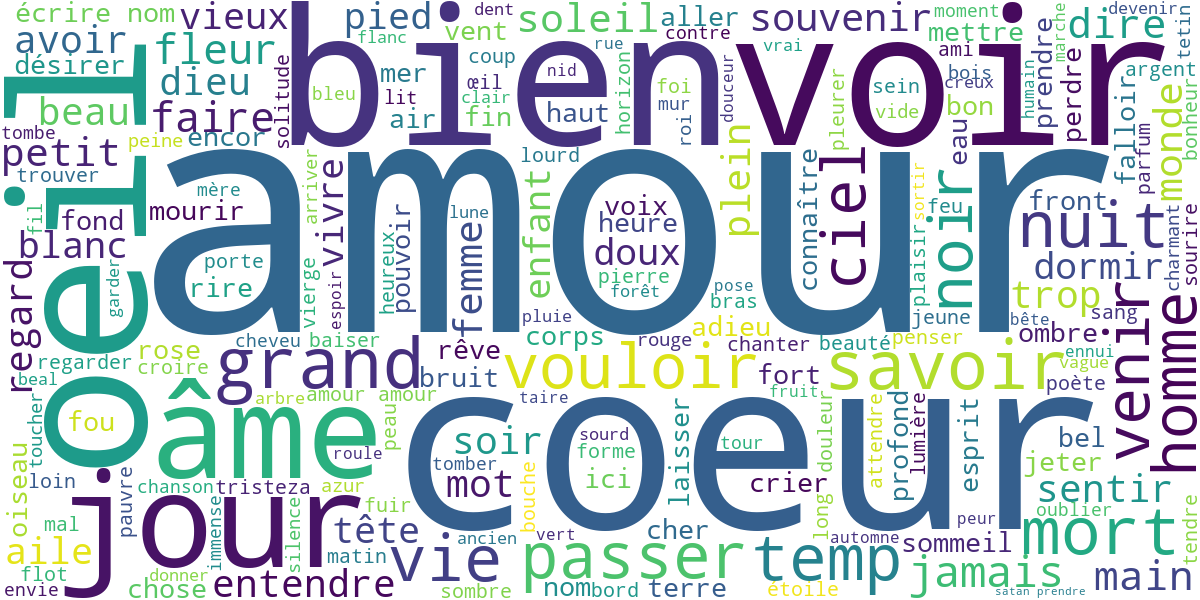 écrire nom
vieux
pied
dent
soleil
aller
souvenir
moment
devenir
dire
mettre
tetin
avoir
fleur
flanc
vent
contre
rue
vrai
ami
marche
désirer
dieu
solitude
bien
voir
coup
mer
œil
nid
horizon
foi
douceur
sein
bois
creux
humain
prendre
perdre
argent
beau
faire
bleu
lit
clair
air
fin
haut
mur
roi
vide
bon
monde
bonheur
tombe
peine
encor
pleurer
eau
falloir
parfum
petit
trouver
oeil
amour
lourd
plein
connaître
ciel
sortir
feu
front
fil
fond
mère
mourir
arriver
vivre
lune
enfant
voix
heure
doux
noir
nuit
blanc
porte
rire
garder
vierge
espoir
heureux
pouvoir
femme
pierre
forêt
pose
bras
plaisir
dormir
charmant
sourire
regard
pluie
jeune
trop
sang
bête
regarder
rose
croire
cheveu
baiser
grand
rêve
bruit
corps
rouge
adieu
chanter
beauté
penser
ombre
ennui
vague
venir
homme
beal
vouloir
fort
savoir
poète
toucher
fou
âme
arbre
amour amour
peau
taire
coeur
fruit
douleur
attendre
profond
lumière
esprit
bel
oiseau
roule
soir
sourd
forme
laisser
tour
jeter
loin
pauvre
chanson
tristeza
azur
tomber
mot
bouche
ici
crier
long
sentir
jour
mal
immense
silence
fuir
tête
cher
oublier
tendre
aile
matin
vie
ancien
vert
passer
temp
automne
peur
sommeil
mort
flot
chose
donner
envie
entendre
sombre
nom
bord
terre
étoile
jamais
main
satan prendre